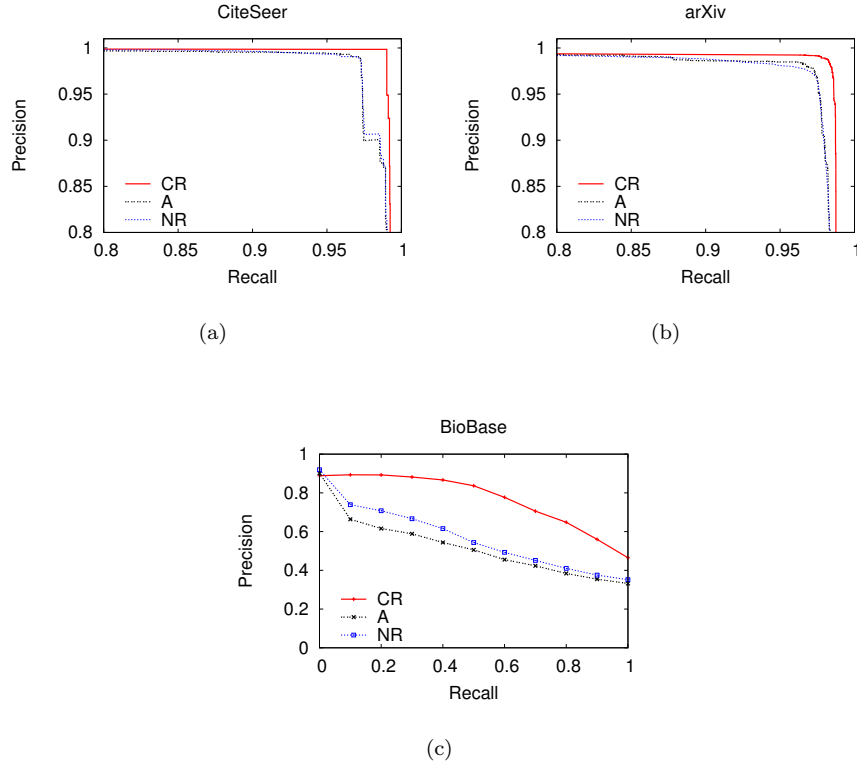 CiteSeer
1
0.95
0.9
0.85
0.8
Precision
CR
A
NR
0.8 0.85 0.9 0.95 1
Recall
(a)
arXiv
1
0.95
0.9
0.85
0.8
Precision
CR
A
NR
0.8 0.85 0.9 0.95 1
Recall
(b)
BioBase
1
0.8
0.6
0.4
0.2
0
Precision
CR
A
NR
0 0.2 0.4 0.6 0.8 1
Recall
(c)